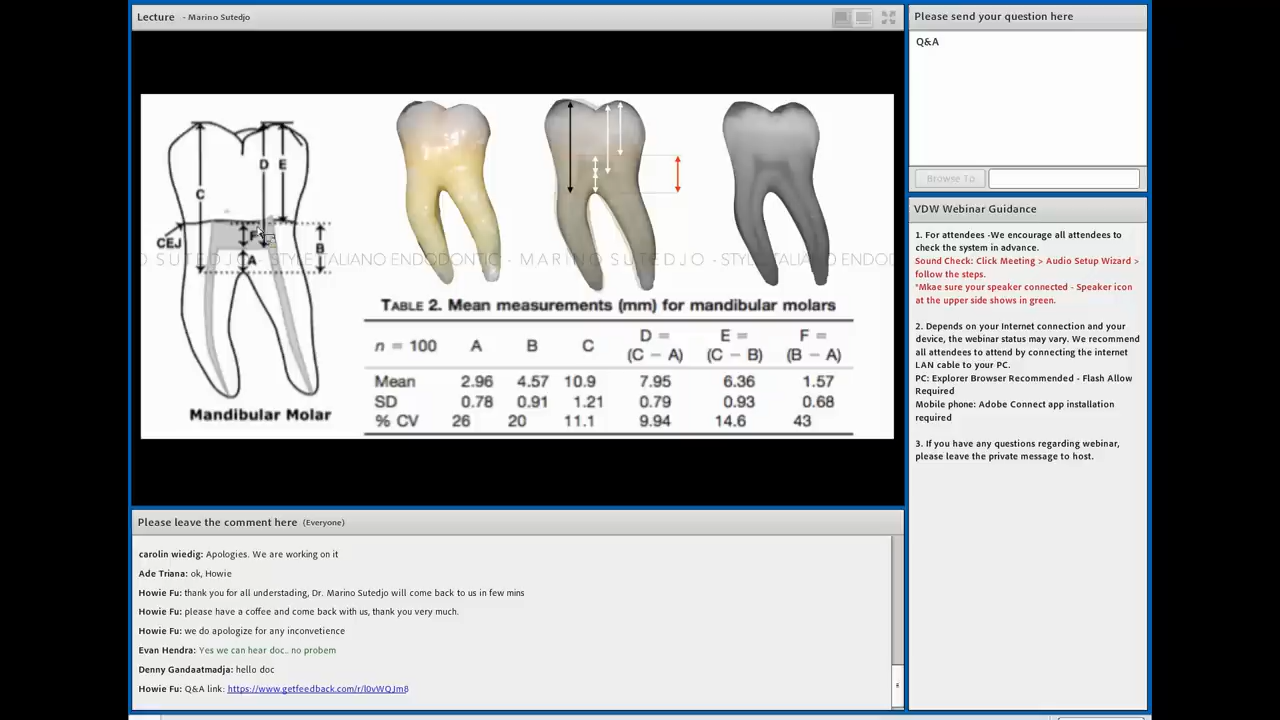 Lecture - Marino Sutedjo
C
D
E
CEJ
F
A
B
Mandibular Molar
S U T E D J O - STYLE ITALIANO ENDODONTIC - M A R I N O S U T E D J O - STYLE ITALIANO ENDOD
TABLE 2. Mean measurements (mm) for mandibular molars
n = 100 A B C D = (C − A) E = (C − B) F = (B − A)
Mean 2.96 4.57 10.9 7.95 6.36 1.57
SD 0.78 0.91 1.21 0.79 0.93 0.68
% CV 26 20 11.1 9.94 14.6 43
Please leave the comment here (Everyone)
carolin wiedig: Apologies. We are working on it
Ade Triana: ok, Howie
Howie Fu: thank you for all understading, Dr. Marino Sutedjo will come back to us in few mins
Howie Fu: please have a coffee and come back with us, thank you very much.
Howie Fu: we do apologize for any inconvetience
Evan Hendra: Yes we can hear doc.. no probem
Denny Gandaatmadja: hello doc
Howie Fu: Q&A link: https://www.getfeedback.com/r/l0vWQJm8
Please send your question here
Q&A
Browse To
VDW Webinar Guidance
1. For attendees -We encourage all attendees to
check the system in advance.
Sound Check: Click Meeting > Audio Setup Wizard >
follow the steps.
*Mkae sure your speaker connected - Speaker icon
at the upper side shows in green.
2. Depends on your Internet connection and your
device, the webinar status may vary. We recommend
all attendees to attend by connecting the internet
LAN cable to your PC.
PC: Explorer Browser Recommended - Flash Allow
Required
Mobile phone: Adobe Connect app installation
required
3. If you have any questions regarding webinar,
please leave the private message to host.